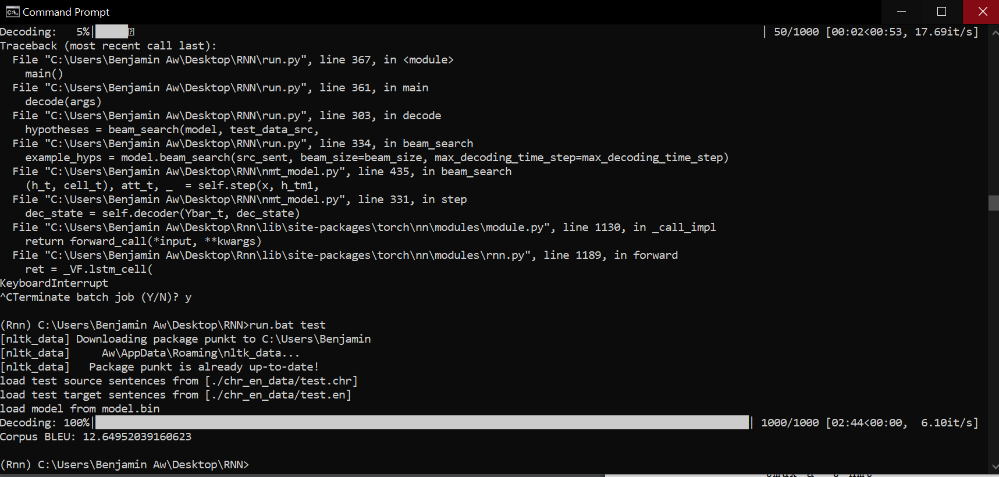 Command Prompt
Decoding:   5%|     | 50/1000 [00:02<00:53, 17.69it/s]
Traceback (most recent call last):
  File "C:\Users\Benjamin Aw\Desktop\RNN\run.py", line 367, in <module>
    main()
  File "C:\Users\Benjamin Aw\Desktop\RNN\run.py", line 361, in main
    decode(args)
  File "C:\Users\Benjamin Aw\Desktop\RNN\run.py", line 303, in decode
    hypotheses = beam_search(model, test_data_src,
  File "C:\Users\Benjamin Aw\Desktop\RNN\run.py", line 334, in beam_search
    example_hyps = model.beam_search(src_sent, beam_size=beam_size, max_decoding_time_step=max_decoding_time_step)
  File "C:\Users\Benjamin Aw\Desktop\RNN\nmt_model.py", line 435, in beam_search
    (h_t, cell_t), att_t, _  = self.step(x, h_tm1,
  File "C:\Users\Benjamin Aw\Desktop\RNN\nmt_model.py", line 331, in step
    dec_state = self.decoder(Ybar_t, dec_state)
  File "C:\Users\Benjamin Aw\Desktop\Rnn\lib\site-packages\torch\nn\modules\module.py", line 1130, in _call_impl
    return forward_call(*input, **kwargs)
  File "C:\Users\Benjamin Aw\Desktop\Rnn\lib\site-packages\torch\nn\modules\rnn.py", line 1189, in forward
    ret = _VF.lstm_cell(
KeyboardInterrupt
^CTerminate batch job (Y/N)? y
(Rnn) C:\Users\Benjamin Aw\Desktop\RNN>run.bat test
[nltk_data] Downloading package punkt to C:\Users\Benjamin
[nltk_data]     Aw\AppData\Roaming\nltk_data...
[nltk_data]   Package punkt is already up-to-date!
load test source sentences from [./chr_en_data/test.chr]
load test target sentences from [./chr_en_data/test.en]
load model from model.bin
Decoding: 100%|     | 1000/1000 [02:44<00:00,  6.10it/s]
Corpus BLEU: 12.64952039160623
(Rnn) C:\Users\Benjamin Aw\Desktop\RNN>